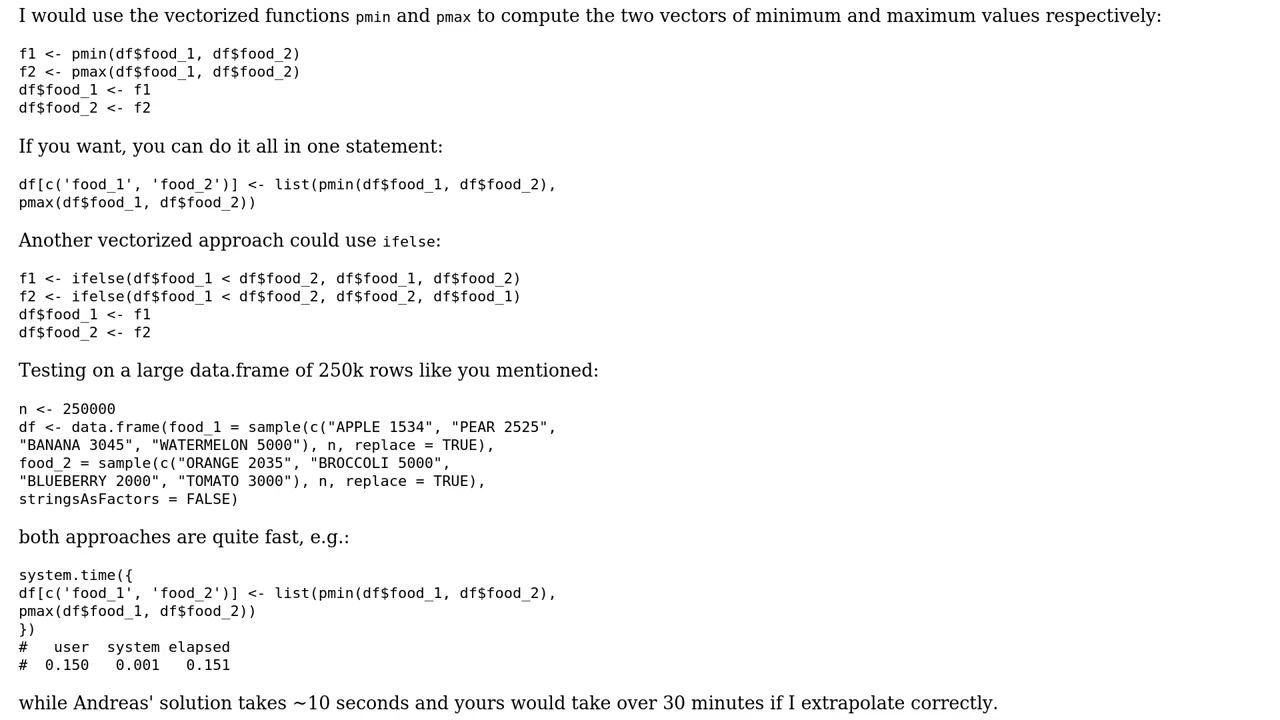 I would use the vectorized functions pmin and pmax to compute the two vectors of minimum and maximum values respectively:
f1 <- pmin(df$food_1, df$food_2)
f2 <- pmax(df$food_1, df$food_2)
df$food_1 <- f1
df$food_2 <- f2
If you want, you can do it all in one statement:
df[c('food_1', 'food_2')] <- list(pmin(df$food_1, df$food_2),
pmax(df$food_1, df$food_2))
Another vectorized approach could use ifelse:
f1 <- ifelse(df$food_1 < df$food_2, df$food_1, df$food_2)
f2 <- ifelse(df$food_1 < df$food_2, df$food_2, df$food_1)
df$food_1 <- f1
df$food_2 <- f2
Testing on a large data.frame of 250k rows like you mentioned:
n <- 250000
df <- data.frame(food_1 = sample(c("APPLE 1534", "PEAR 2525",
"BANANA 3045", "WATERMELON 5000"), n, replace = TRUE),
food_2 = sample(c("ORANGE 2035", "BROCCOLI 5000",
"BLUEBERRY 2000", "TOMATO 3000"), n, replace = TRUE),
stringsAsFactors = FALSE)
both approaches are quite fast, e.g.:
system.time({
df[c('food_1', 'food_2')] <- list(pmin(df$food_1, df$food_2),
pmax(df$food_1, df$food_2))
})
#   user  system elapsed
#  0.150   0.001   0.151
while Andreas' solution takes ~10 seconds and yours would take over 30 minutes if I extrapolate correctly.